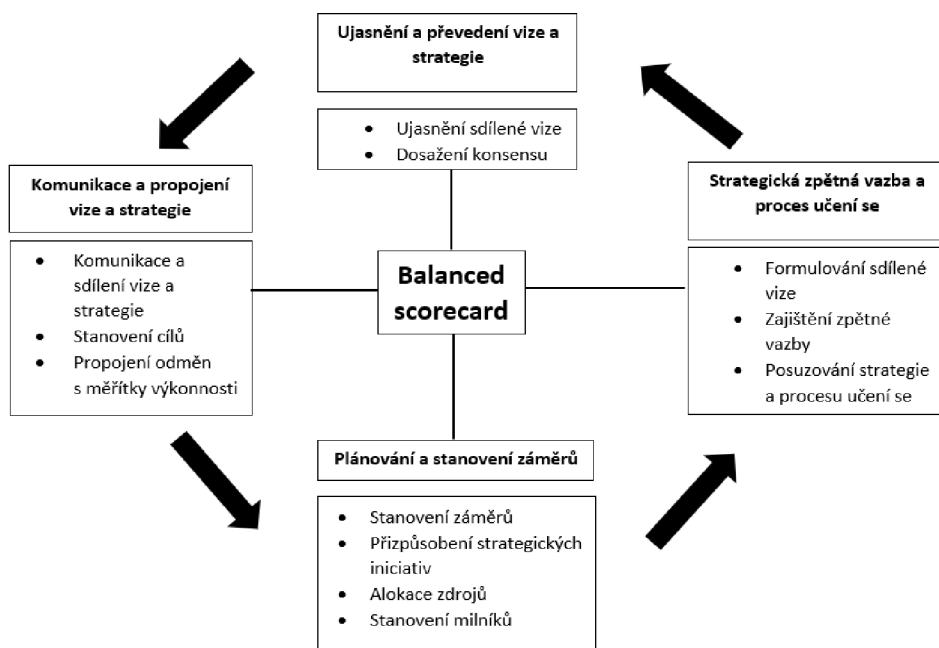 Ujasnění a převedení vize a
strategie
• Ujasnění sdílené vize
• Dosažení konsensu
Komunikace a propojení
vize a strategie
• Komunikace a
sdílení vize a
strategie
• Stanovení cílů
• Propojení odměn
s měřítky výkonnosti
Balanced
scorecard
Strategická zpětná vazba a
proces učení se
• Formulování sdílené
vize
• Zajištění zpětné
vazby
• Posuzování strategie
a procesu učení se
Plánování a stanovení záměrů
• Stanovení záměrů
• Přizpůsobení strategických
iniciativ
• Alokace zdrojů
• Stanovení milníků